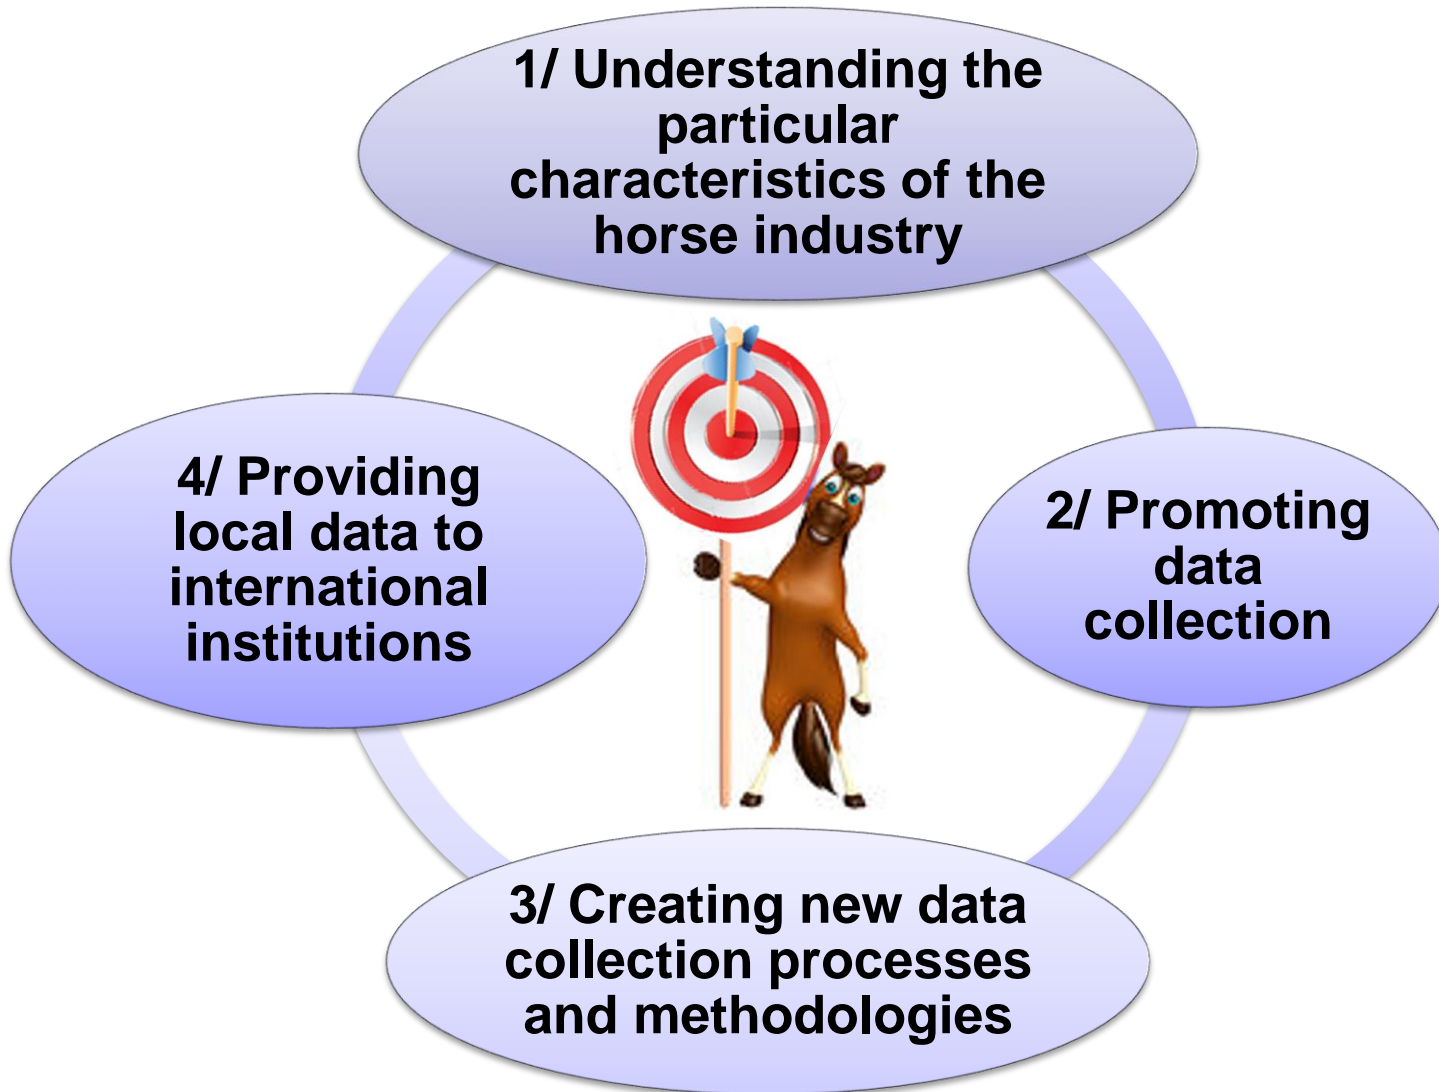 1/ Understanding the
particular
characteristics of the
horse industry
2/ Promoting
data
collection
3/ Creating new data
collection processes
and methodologies
4/ Providing
local data to
international
institutions